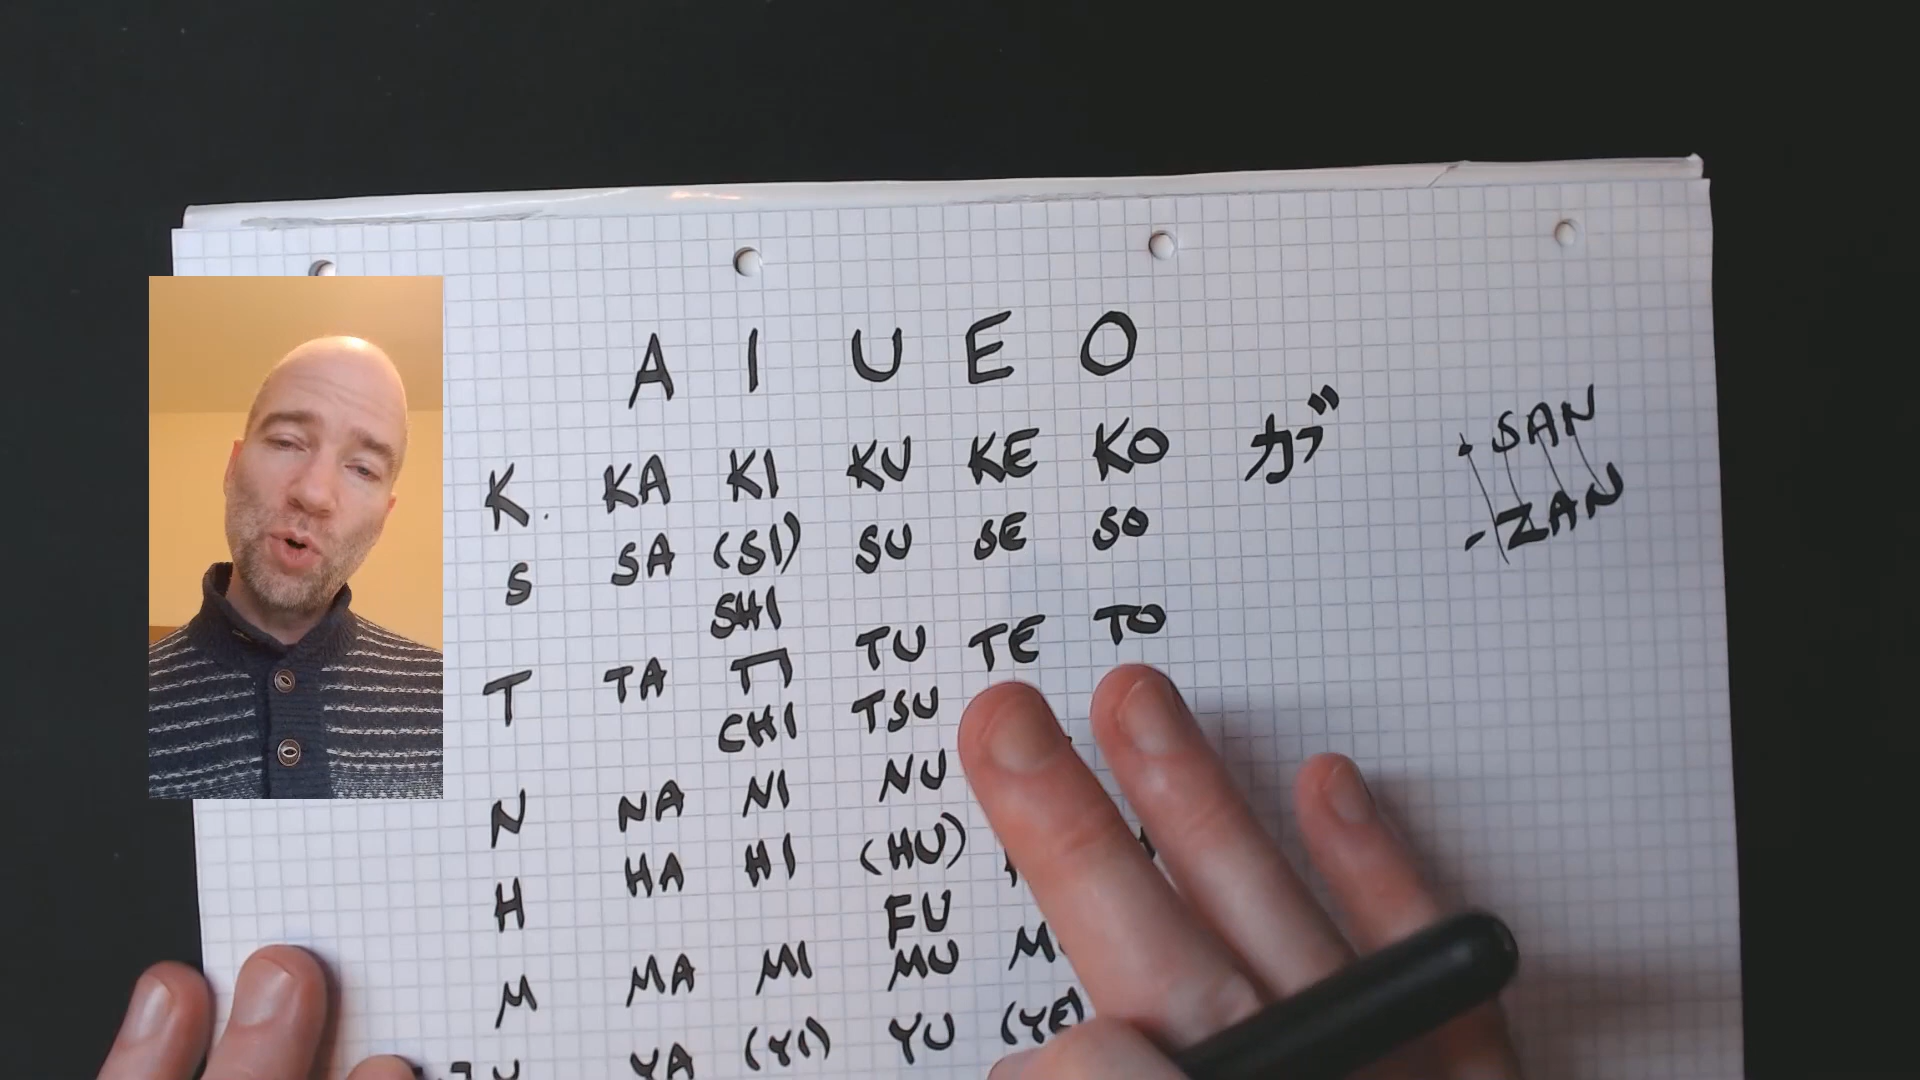 A I U E O
K. KA KI KU KE KO ガ
S SA (SI) SU SE SO
SHI
T TA TI TU TE TO
CHI TSU
N NA NI NU
H HA HI (HU)
FU
M MA MI MU
YA (YI) YU (YE)
. SAN
- ZAN